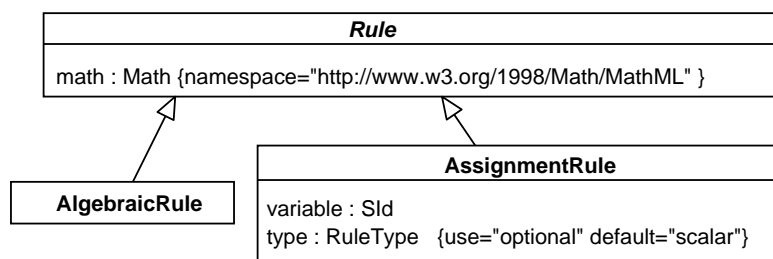 Rule
math : Math {namespace="http://www.w3.org/1998/Math/MathML" }
AlgebraicRule
AssignmentRule
variable : SId
type : RuleType {use="optional" default="scalar"}